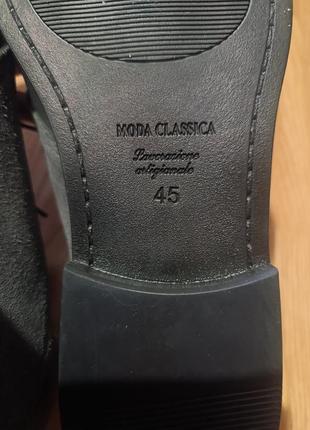 MODA CLASSICA
Lavorazione
artigianale
45